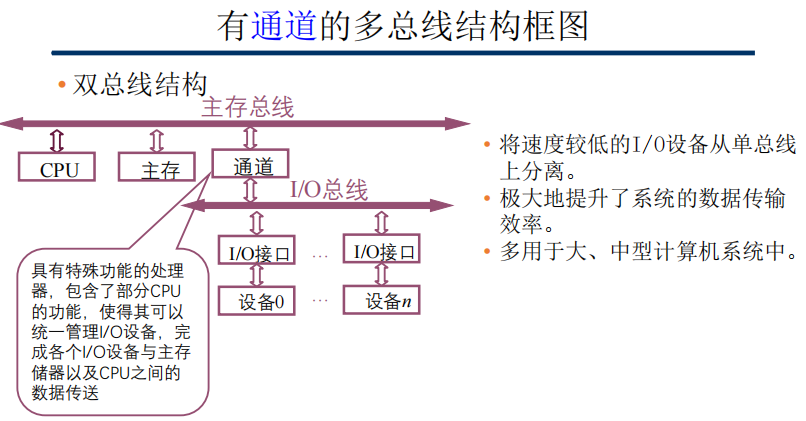 有通道的多总线结构框图
• 双总线结构
主存总线
CPU
主存
通道
I/O总线
I/O接口
...
I/O接口
设备0
...
设备n
具有特殊功能的处理
器，包含了部分CPU
的功能，使得其可以
统一管理I/O设备，完
成各个I/O设备与主存
储器以及CPU之间的
数据传送
• 将速度较低的I/O设备从单总线
上分离。
• 极大地提升了系统的数据传输
效率。
• 多用于大、中型计算机系统中。